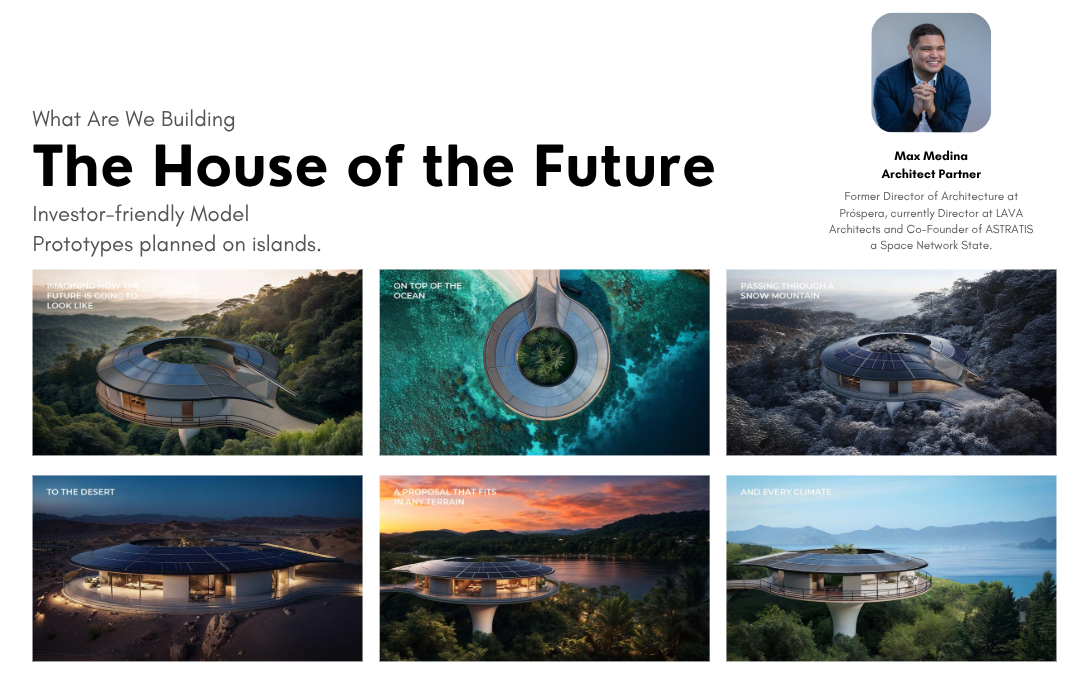 What Are We Building
The House of the Future
Investor-friendly Model
Prototypes planned on islands.
Max Medina
Architect Partner
Former Director of Architecture at
Próspera, currently Director at LAVA
Architects and Co-Founder of ASTRATIS
a Space Network State.
IMAGINING HOW THE
FUTURE IS GOING TO
LOOK LIKE
ON TOP OF THE
OCEAN
PASSING THROUGH A
SNOW MOUNTAIN
TO THE DESERT
A PROPOSAL THAT FITS
IN ANY TERRAIN
AND EVERY CLIMATE